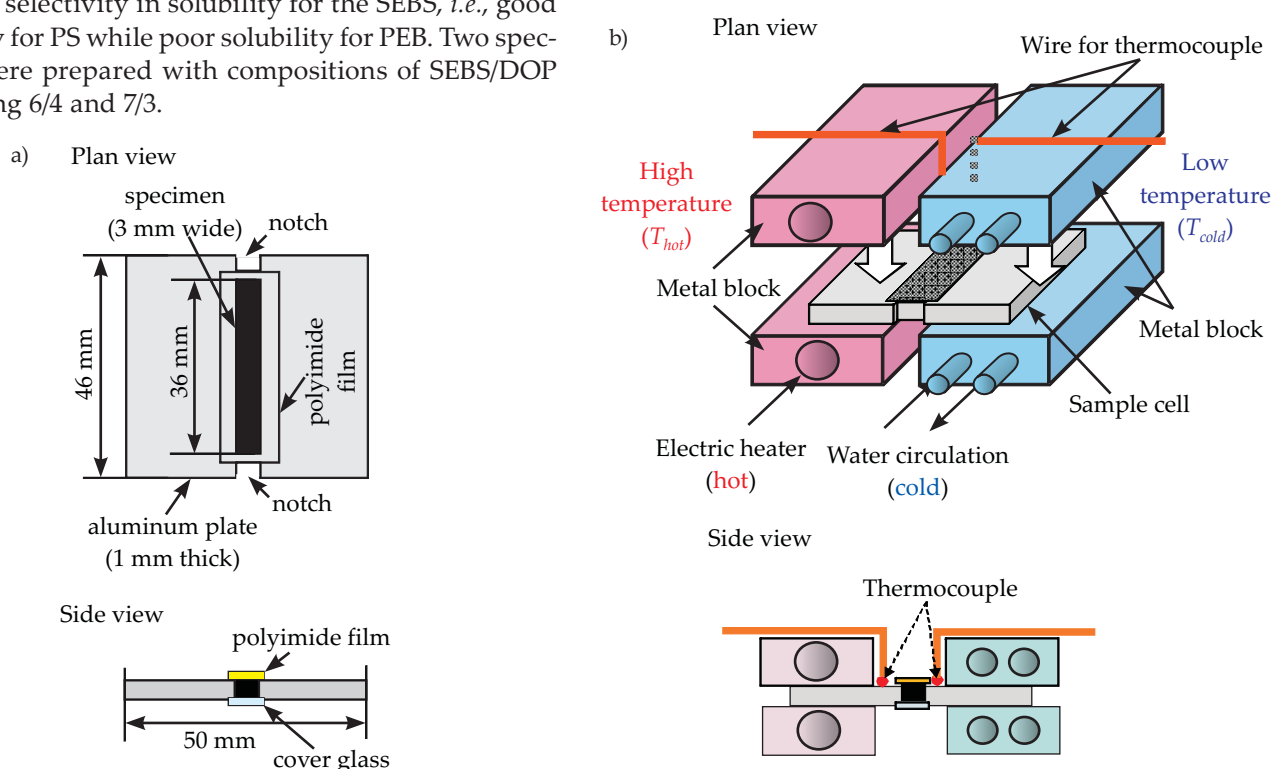 selectivity in solubility for the SEBS, i.e., good
y for PS while poor solubility for PEB. Two spec-
ere prepared with compositions of SEBS/DOP
ng 6/4 and 7/3.
a) Plan view
specimen
(3 mm wide)
notch
46 mm
36 mm
polyimide
film
notch
aluminum plate
(1 mm thick)
Side view
polyimide film
50 mm
cover glass
b) Plan view
Wire for thermocouple
High
temperature
(Thot)
Low
temperature
(Tcold)
Metal block
Metal block
Sample cell
Electric heater
(hot)
Water circulation
(cold)
Side view
Thermocouple